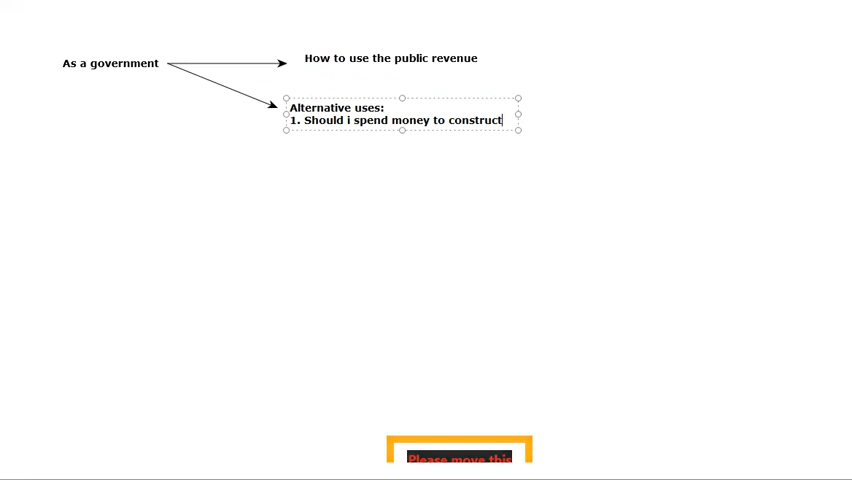 How to use the public revenue
As a government
Alternative uses:
1. Should i spend money to construct
Please move this